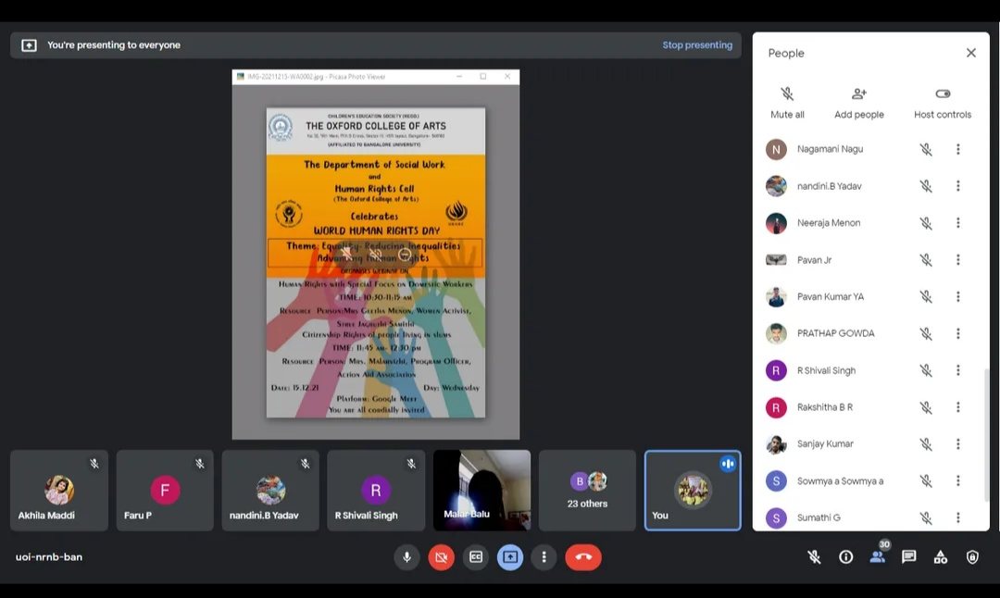 You're presenting to everyone
Stop presenting
IMG-20211215-WA0002.jpg - Picasa Photo Viewer
CHILDREN'S EDUCATION SOCIETY (REGD.)
THE OXFORD COLLEGE OF ARTS
(AFFILIATED TO BANGALORE UNIVERSITY)
The Department of Social Work
and
Human Rights Cell
(The Oxford College of Arts)
Celebrates
WORLD HUMAN RIGHTS DAY
Theme: Equality- Reducing Inequalities
Advancing Human Rights
ORGANISES WEBINAR ON
Human Rights with Special Focus on Domestic Workers
TIME: 10:30-11:15 am
Resource Person:Mrs Geetha Menon, Women Activist,
Stree Jagruthi Samithi
Citizenship Rights of people living in slums
TIME: 11:45 am- 12:30 pm
Resource Person: Mrs. Malarvizhi, Program Officer,
Action Aid Association
Date: 15.12.21 Day: Wednesday
Platform: Google Meet
You are all cordially invited
Akhila Maddi
F
Faru P
nandini.B Yadav
R
R Shivali Singh
Malar Balu
B
23 others
You
uoi-nrnb-ban
People
Mute all
Add people
Host controls
N Nagamani Nagu
nandini.B Yadav
Neeraja Menon
Pavan Jr
Pavan Kumar YA
PRATHAP GOWDA
R R Shivali Singh
R Rakshitha B R
Sanjay Kumar
S Sowmya a Sowmya a
S Sumathi G
30